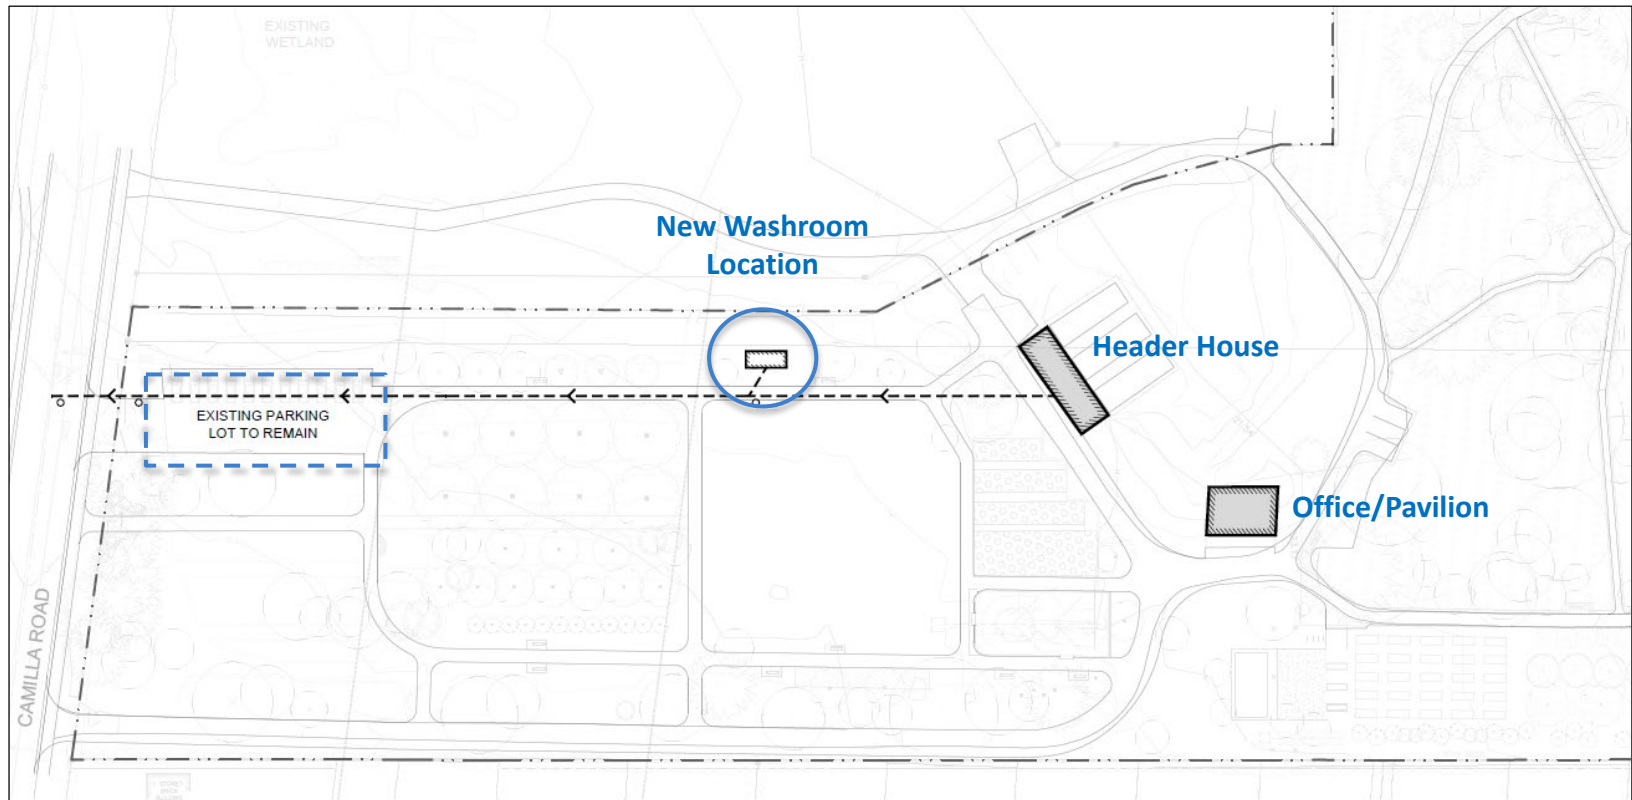 EXISTING
WETLAND
New Washroom
Location
Header House
EXISTING PARKING
LOT TO REMAIN
Office/Pavilion
CAMILLA ROAD